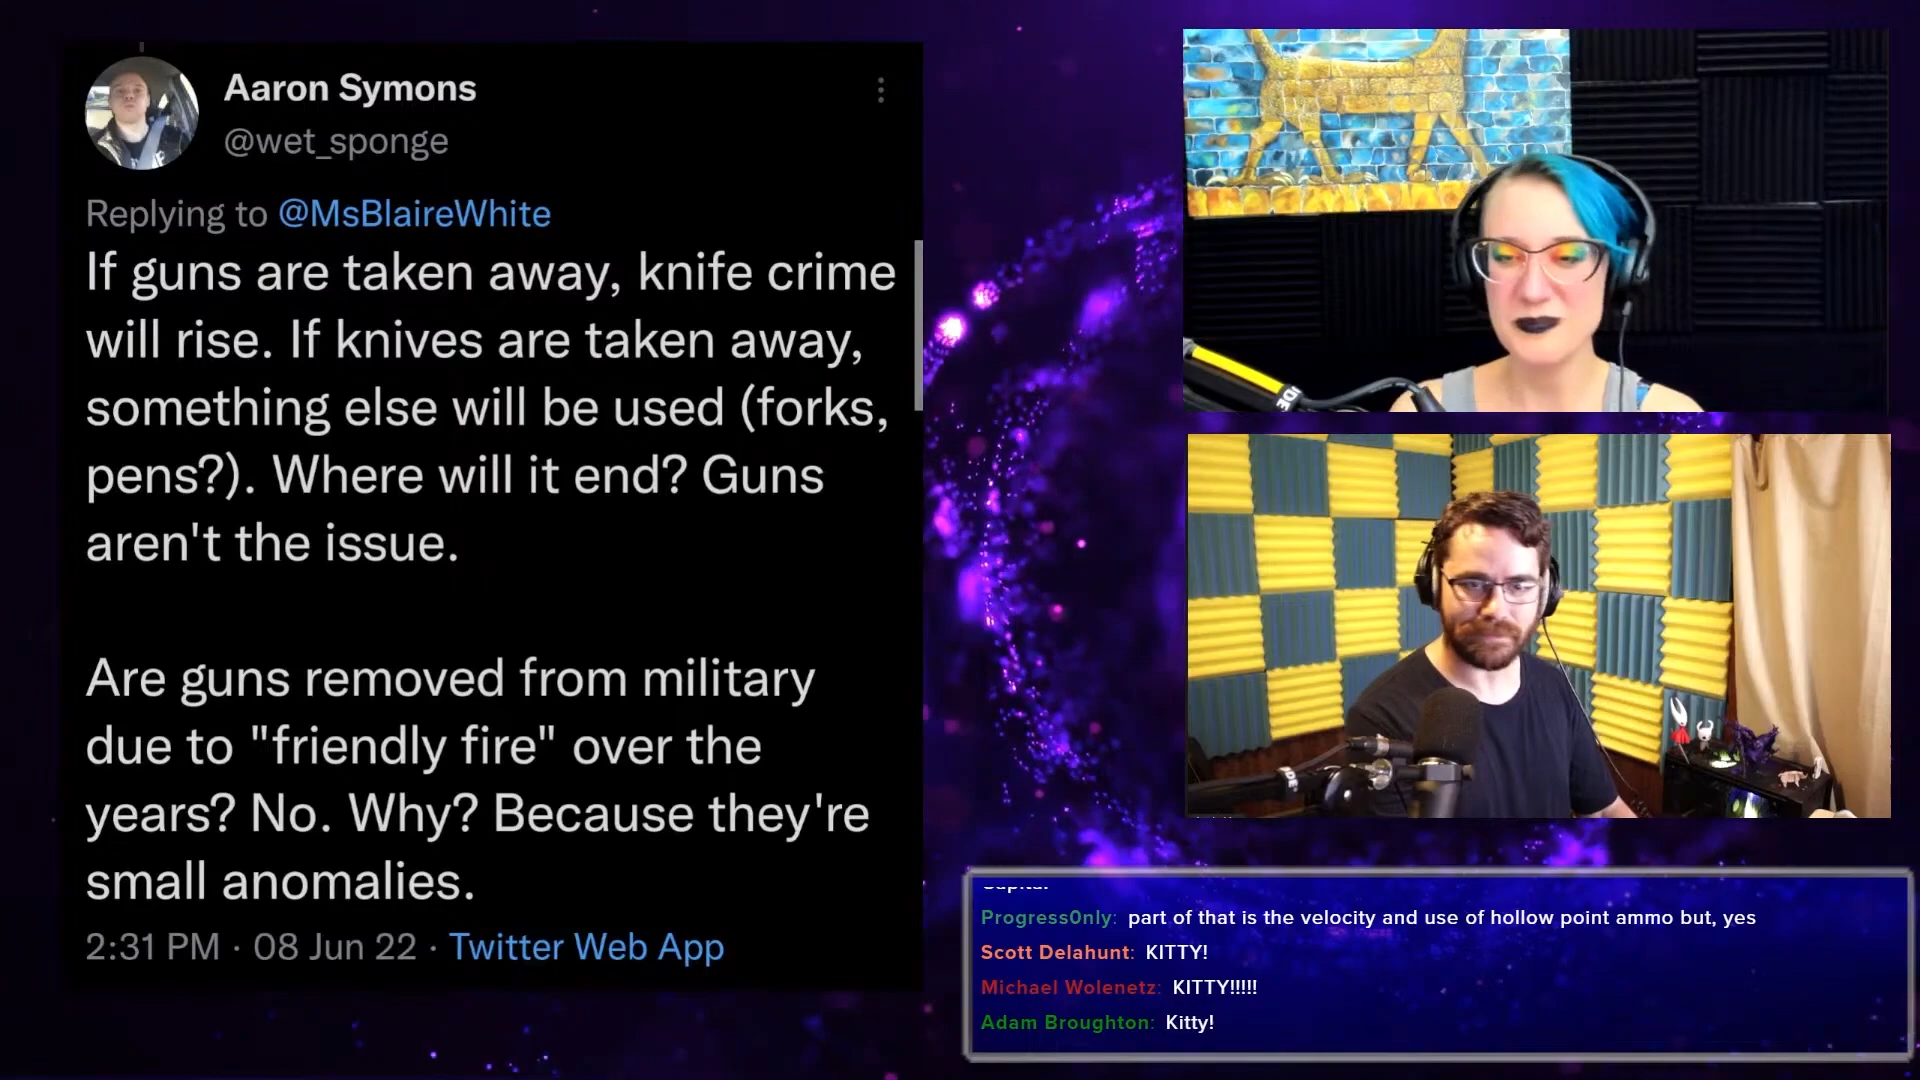 Aaron Symons
@wet_sponge
Replying to @MsBlaireWhite
If guns are taken away, knife crime
will rise. If knives are taken away,
something else will be used (forks,
pens?). Where will it end? Guns
aren't the issue.
Are guns removed from military
due to "friendly fire" over the
years? No. Why? Because they're
small anomalies.
2:31 PM · 08 Jun 22 · Twitter Web App
Progress0nly: part of that is the velocity and use of hollow point ammo but, yes
Scott Delahunt: KITTY!
Michael Wolenetz: KITTY!!!!!
Adam Broughton: Kitty!